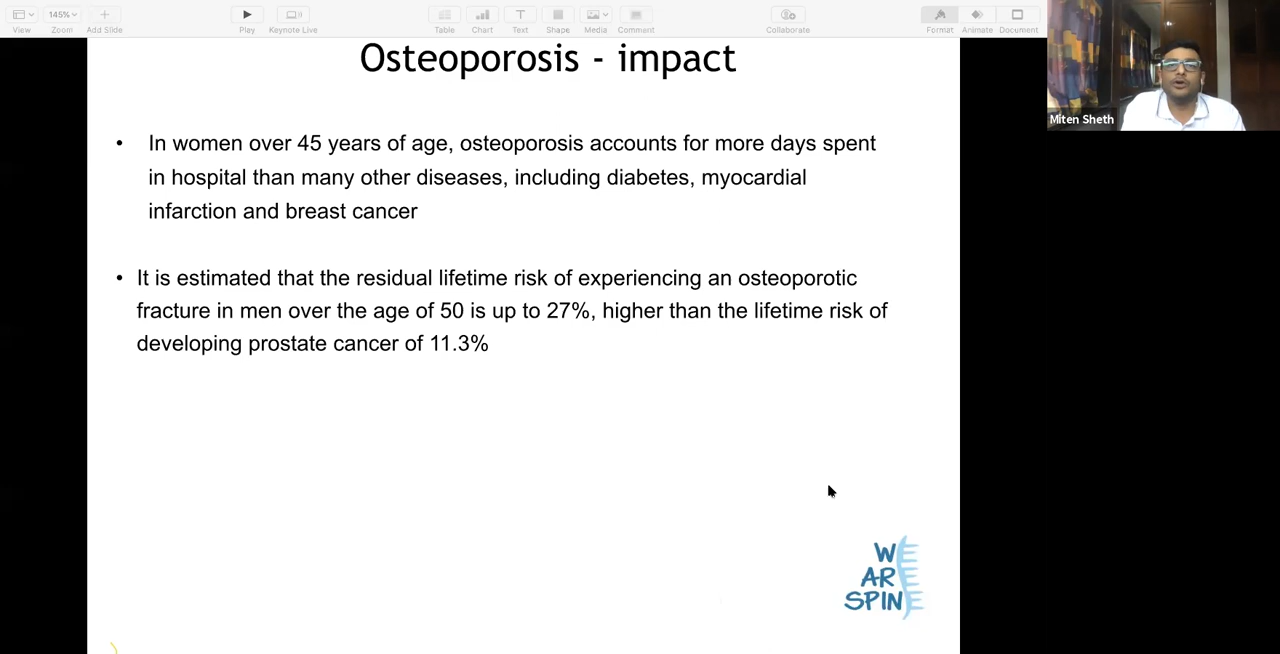 145%
View
Zoom
Add Slide
Play
Keynote Live
Table
Chart
Text
Shape
Media
Comment
Collaborate
Format
Animate
Document
Miten Sheth
Osteoporosis - impact
• In women over 45 years of age, osteoporosis accounts for more days spent
in hospital than many other diseases, including diabetes, myocardial
infarction and breast cancer
• It is estimated that the residual lifetime risk of experiencing an osteoporotic
fracture in men over the age of 50 is up to 27%, higher than the lifetime risk of
developing prostate cancer of 11.3%
WE
ARE
SPINE